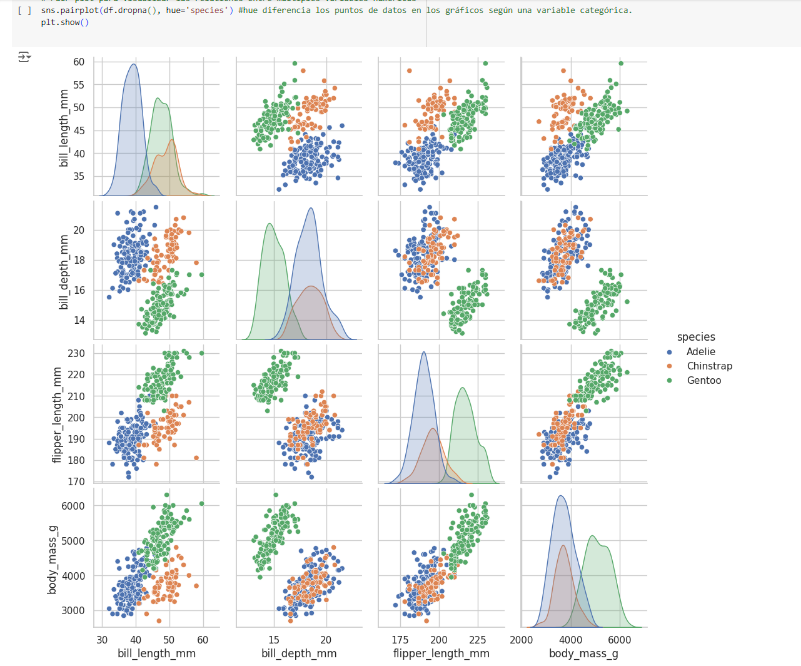 [ ] sns.pairplot(df.dropna(), hue='species') #hue diferencia los puntos de datos en los gráficos según una variable categórica.
plt.show()
60
55
50
45
40
35
bill_length_mm
20
18
16
14
bill_depth_mm
230
220
210
200
190
180
170
flipper_length_mm
6000
5000
4000
3000
body_mass_g
species
Adelie
Chinstrap
Gentoo
30 40 50 60
15 20
175 200 225
2000 4000 6000
bill_length_mm
bill_depth_mm
flipper_length_mm
body_mass_g